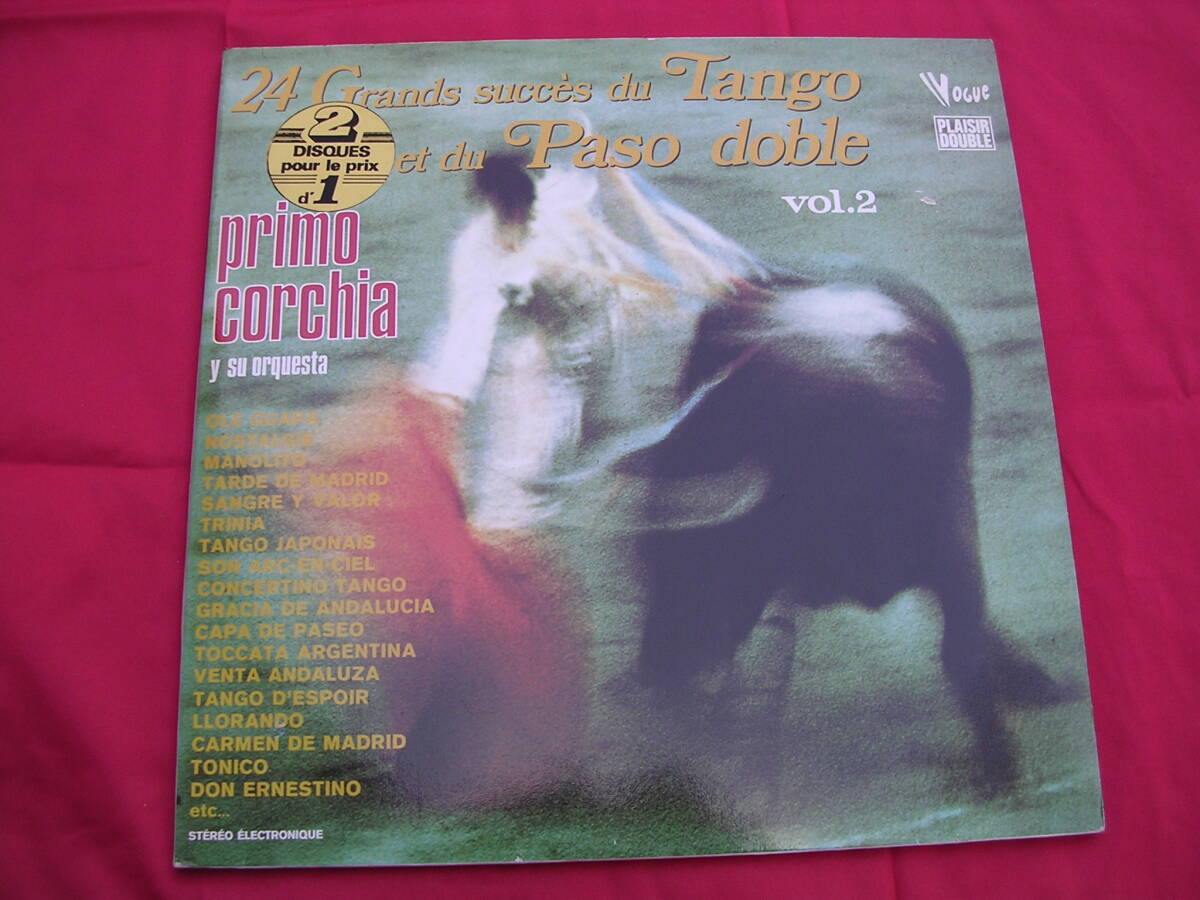 24 Grands succès du Tango
et du Paso doble
vol.2
VOGUE
PLAISIR
DOUBLE
2
DISQUES
pour le prix
d'1
primo
corchia
y su orquesta
OLE GUAPA
NOSTALGIE
MANOLITO
TARDE DE MADRID
SANGRE Y VALOR
TRINIA
TANGO JAPONAIS
SON ARC-EN-CIEL
CONCERTINO TANGO
GRACIA DE ANDALUCIA
CAPA DE PASEO
TOCCATA ARGENTINA
VENTA ANDALUZA
TANGO D'ESPOIR
LLORANDO
CARMEN DE MADRID
TONICO
DON ERNESTINO
etc...
STÉRÉO ÉLECTRONIQUE